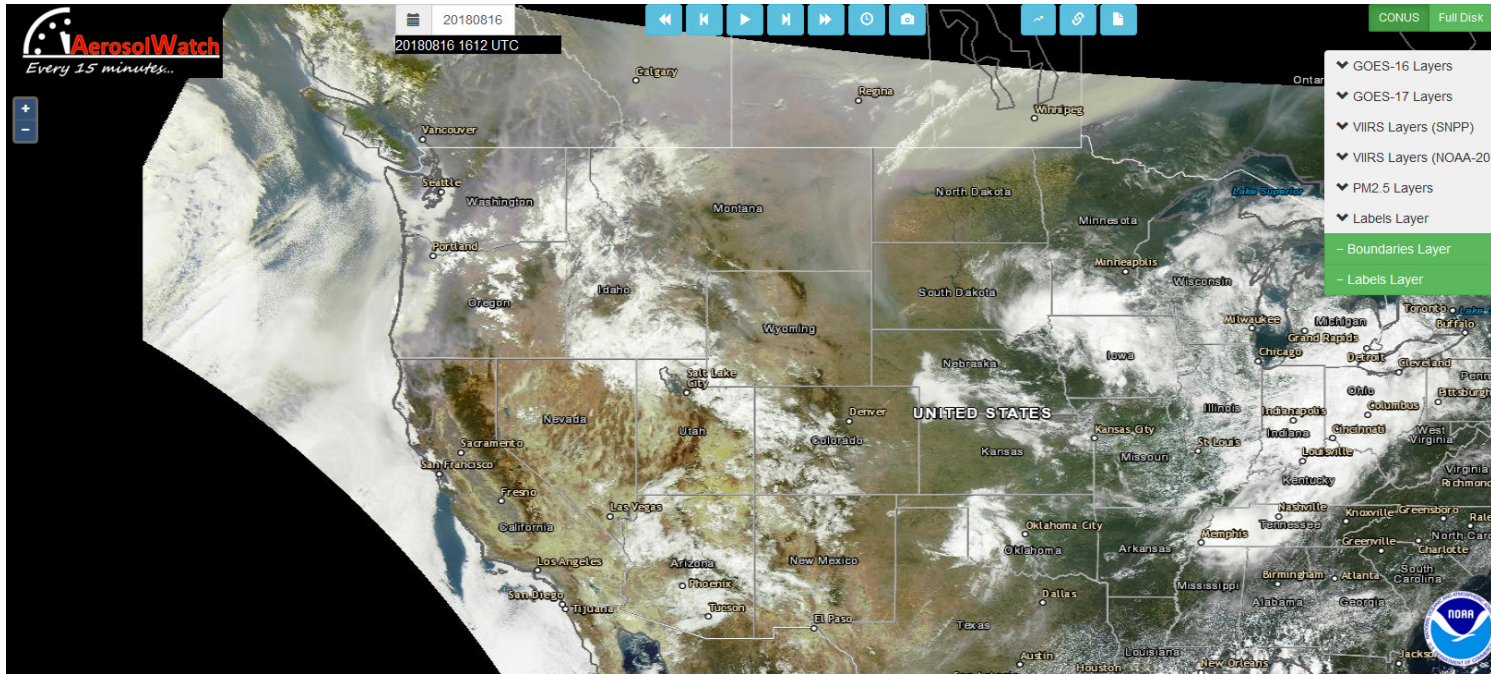 AerosolWatch
Every 15 minutes...
20180816
20180816 1612 UTC
CONUS Full Disk
+
−
GOES-16 Layers
GOES-17 Layers
VIIRS Layers (SNPP)
VIIRS Layers (NOAA-20
PM2.5 Layers
Labels Layer
− Boundaries Layer
− Labels Layer
Calgary
Ontar
Regina
Winnipeg
Vancouver
Seattle
Washington
Montana
North Dakota
Lake Superior
Minnesota
Portland
Minneapolis
Oregon
Idaho
South Dakota
Wisconsin
Wyoming
Milwaukee
Michigan
Toronto
Lake
Buffalo
Grand Rapids
Iowa
Chicago
Detroit
Cleveland
Nebraska
Salt Lake
City
Penn
Ohio
Pittsburgh
Nevada
Denver
UNITED STATES
Illinois
Indianapolis
Columbus
Utah
Colorado
Kansas City
Indiana
Cincinnati
West
Virginia
Sacramento
St Louis
Kansas
Missouri
Louisville
San Francisco
Virginia
Kentucky
Richmond
Fresno
Las Vegas
Nashville
Knoxville
Greensboro
Rale
California
Oklahoma City
Tennessee
Memphis
North Caro
Oklahoma
Arkansas
Greenville
Charlotte
Los Angeles
Arizona
New Mexico
South
Carolina
Phoenix
Birmingham
Atlanta
Mississippi
San Diego
Tijuana
Tucson
Dallas
Alabama
Georgia
El Paso
Texas
NOAA
Austin
Louisiana
Houston
New Orleans
Jackso